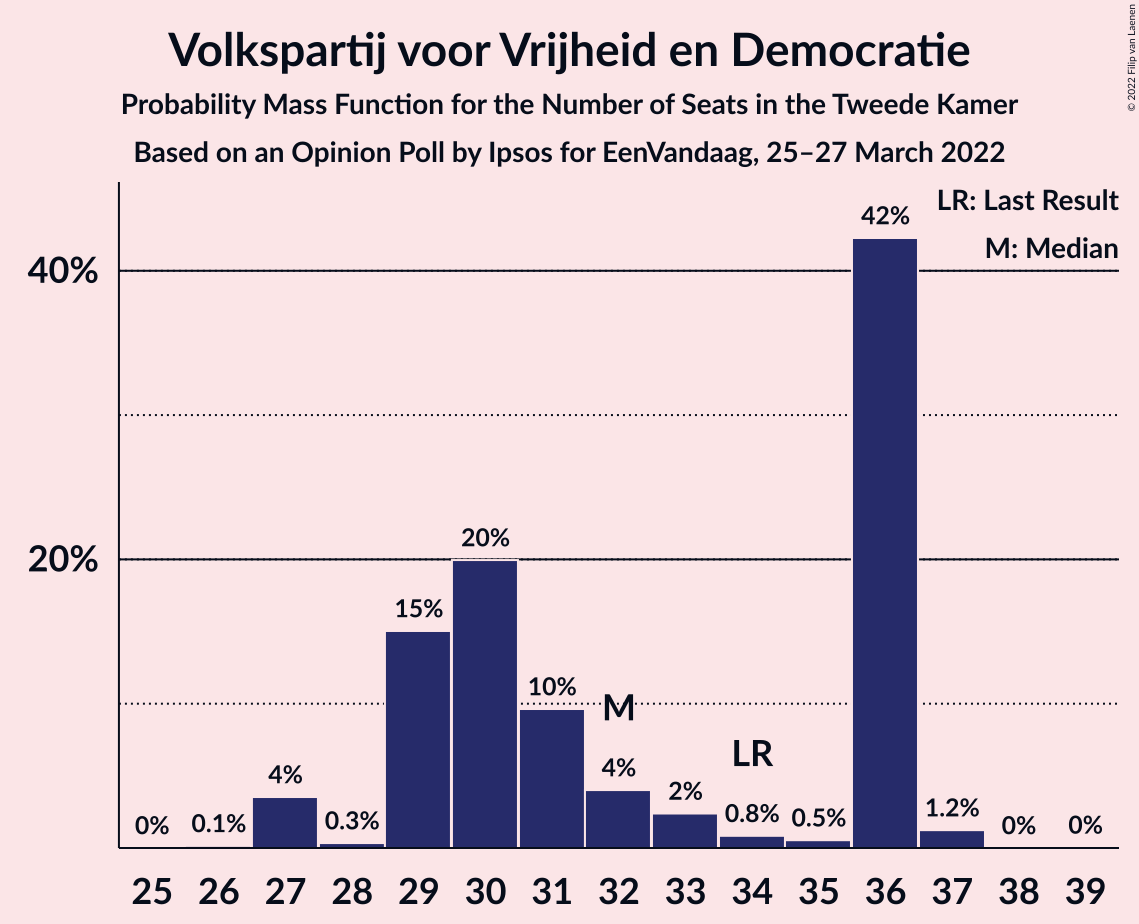 Volkspartij voor Vrijheid en Democratie
Probability Mass Function for the Number of Seats in the Tweede Kamer
Based on an Opinion Poll by Ipsos for EenVandaag, 25–27 March 2022
© 2022 Filip van Laenen
LR: Last Result
M: Median
40%
20%
0%
0.1%
4%
0.3%
15%
20%
10%
M
4%
2%
LR
0.8%
0.5%
42%
1.2%
0%
0%
25 26 27 28 29 30 31 32 33 34 35 36 37 38 39